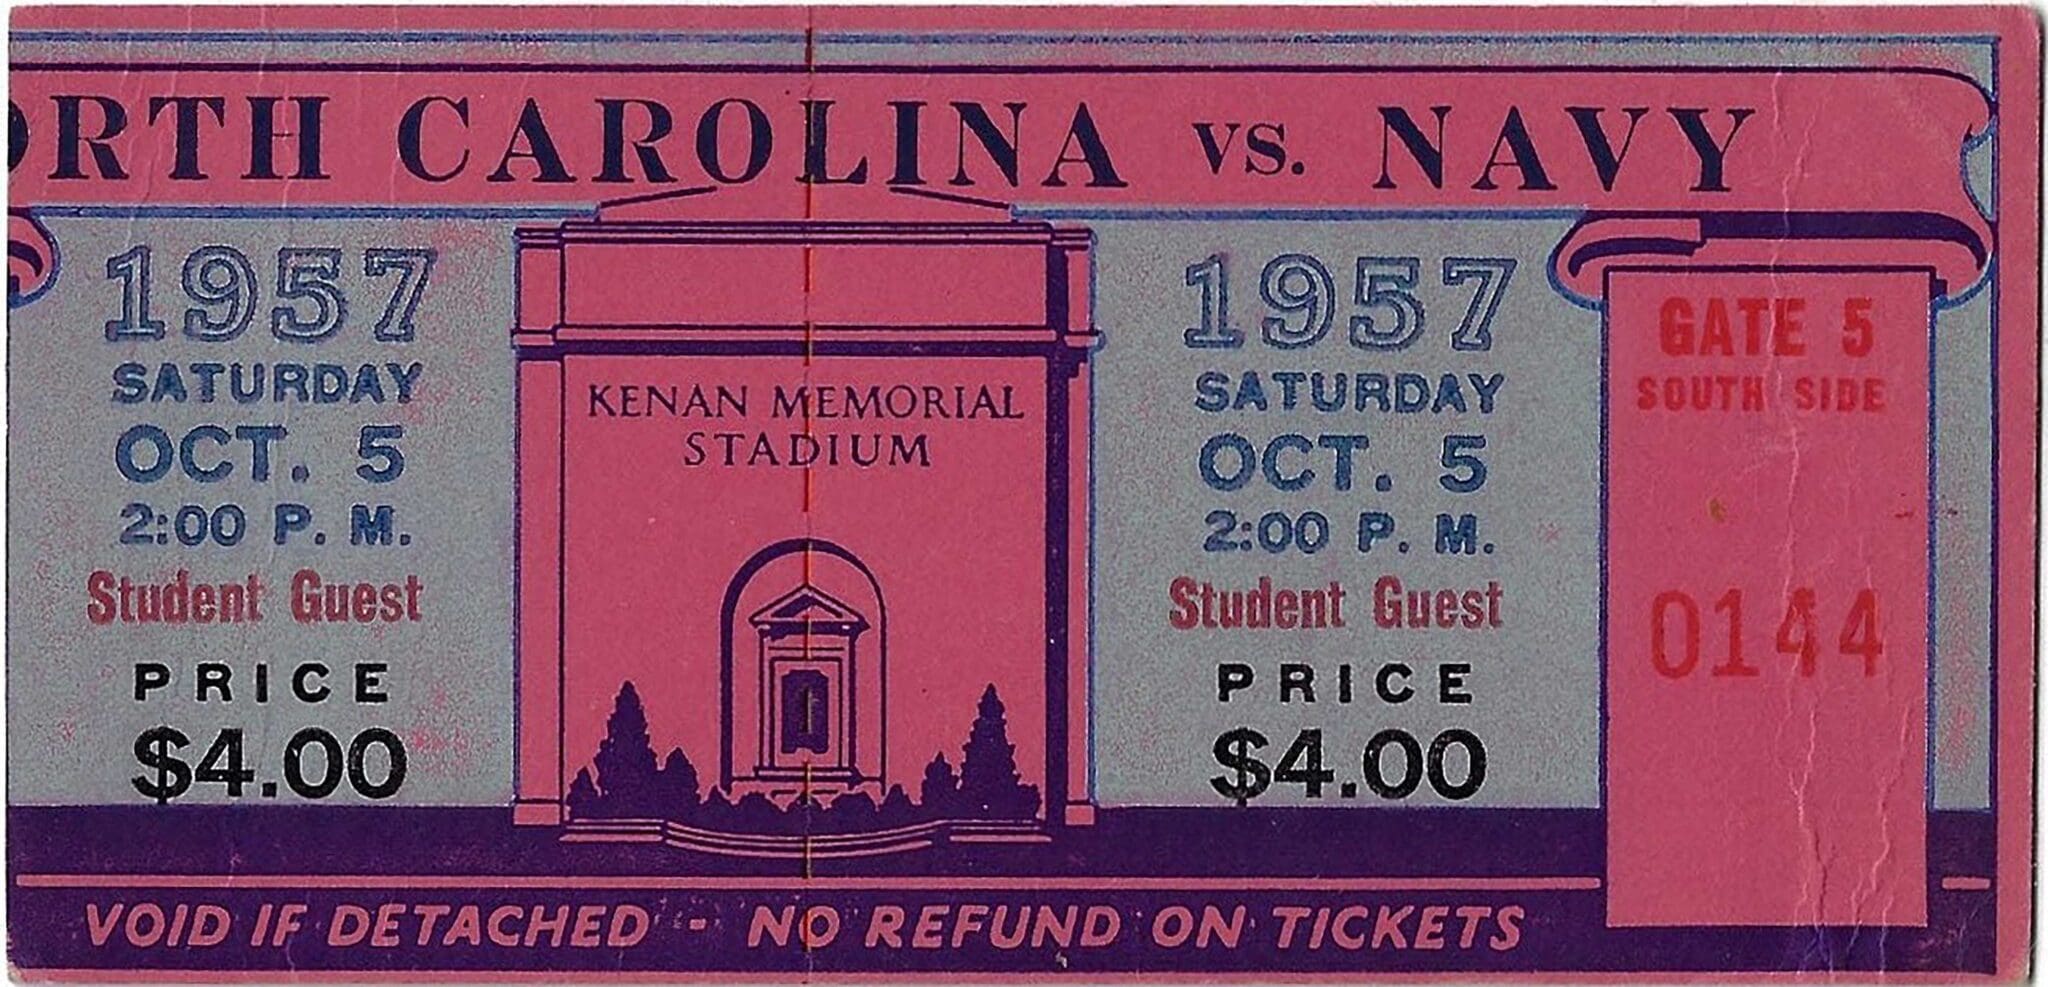 ORTH CAROLINA VS. NAVY
1957
SATURDAY
OCT. 5
2:00 P. M.
Student Guest
PRICE
$4.00
KENAN MEMORIAL
STADIUM
1957
SATURDAY
OCT. 5
2:00 P. M.
Student Guest
PRICE
$4.00
GATE 5
SOUTH SIDE
0144
VOID IF DETACHED - NO REFUND ON TICKETS